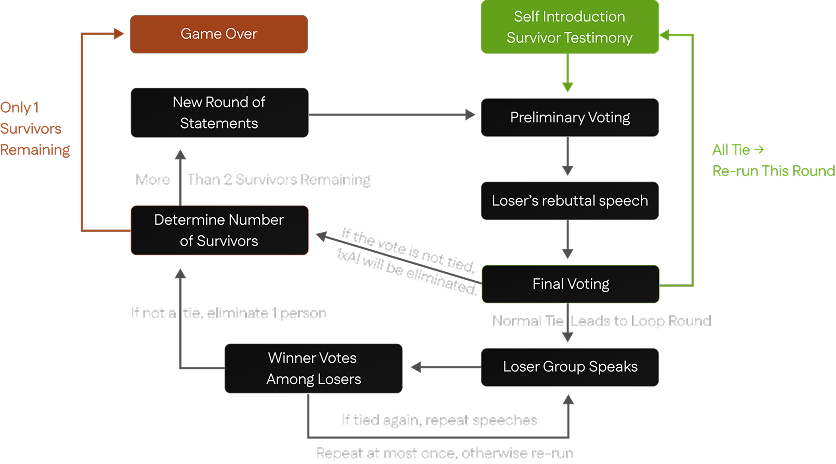 Game Over
Self Introduction
Survivor Testimony
Only 1
Survivors
Remaining
New Round of
Statements
Preliminary Voting
All Tie →
Re-run This Round
More Than 2 Survivors Remaining
Loser's rebuttal speech
Determine Number
of Survivors
If the vote is not tied,
1xAI will be eliminated.
Final Voting
If not a tie, eliminate 1 person
Normal Tie Leads to Loop Round
Winner Votes
Among Losers
Loser Group Speaks
If tied again, repeat speeches
Repeat at most once, otherwise re-run